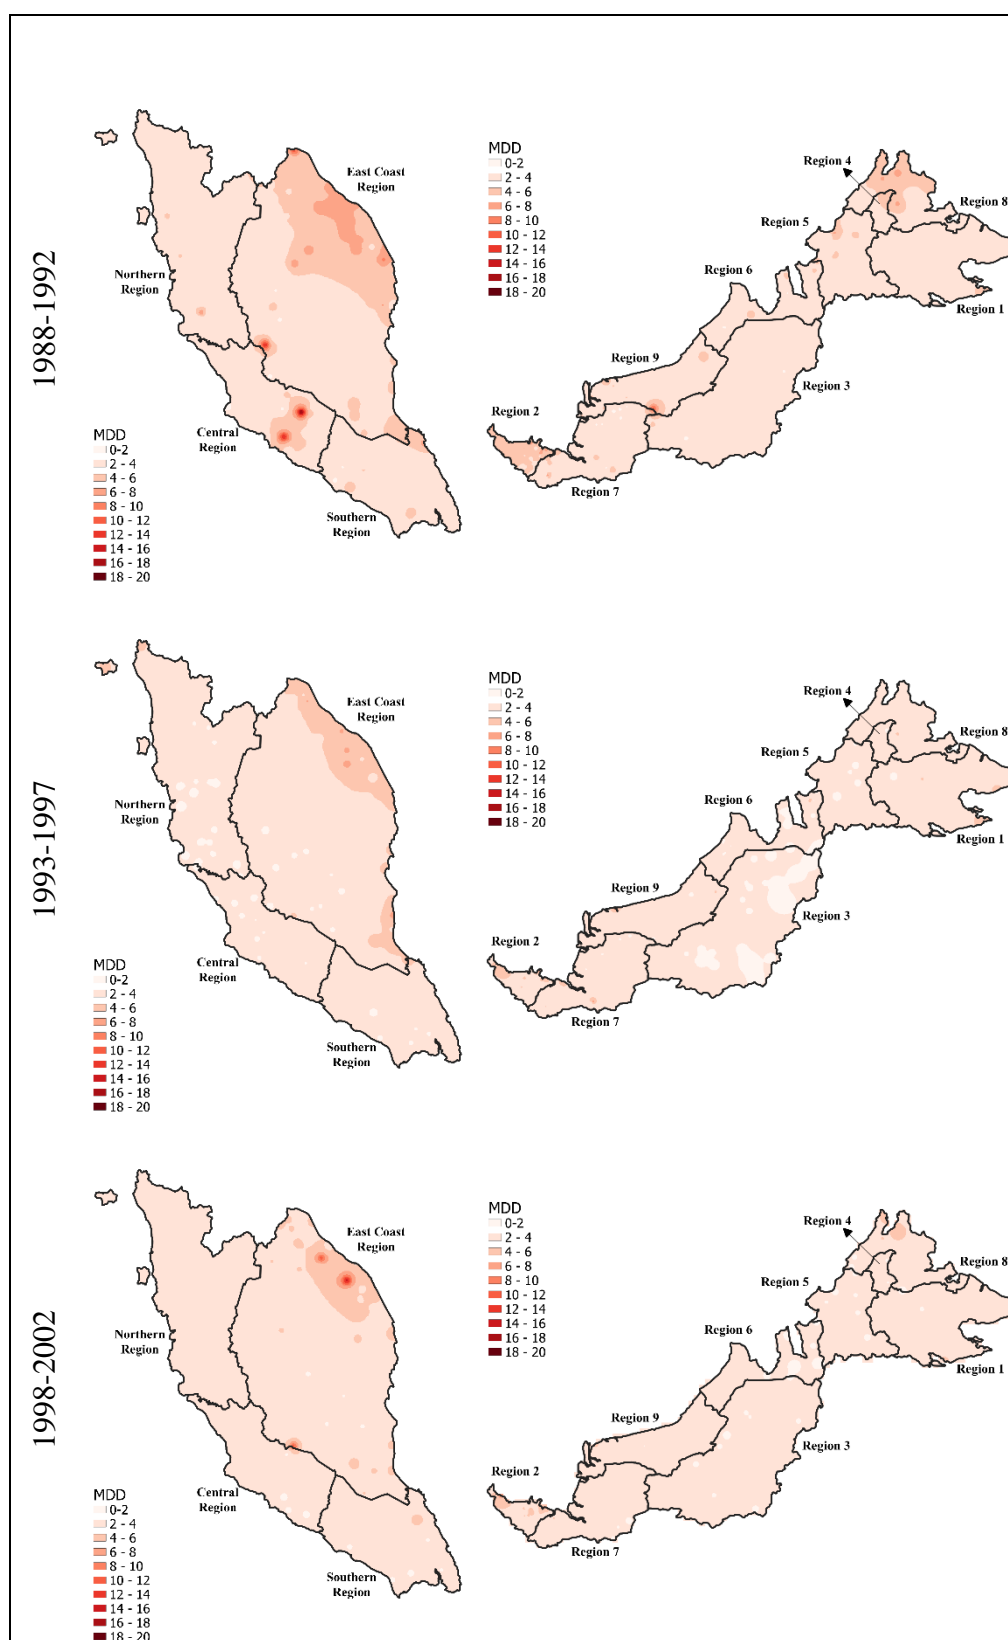 1988-1992
East Coast
Region
Northern
Region
Central
Region
Southern
Region
MDD
0-2
2 - 4
4 - 6
6 - 8
8 - 10
10 - 12
12 - 14
14 - 16
16 - 18
18 - 20
MDD
0-2
2 - 4
4 - 6
6 - 8
8 - 10
10 - 12
12 - 14
14 - 16
16 - 18
18 - 20
Region 4
Region 8
Region 5
Region 6
Region 1
Region 9
Region 3
Region 2
Region 7
1993-1997
East Coast
Region
Northern
Region
Central
Region
Southern
Region
MDD
0-2
2 - 4
4 - 6
6 - 8
8 - 10
10 - 12
12 - 14
14 - 16
16 - 18
18 - 20
MDD
0-2
2 - 4
4 - 6
6 - 8
8 - 10
10 - 12
12 - 14
14 - 16
16 - 18
18 - 20
Region 4
Region 8
Region 5
Region 6
Region 1
Region 9
Region 3
Region 2
Region 7
1998-2002
East Coast
Region
Northern
Region
Central
Region
Southern
Region
MDD
0-2
2 - 4
4 - 6
6 - 8
8 - 10
10 - 12
12 - 14
14 - 16
16 - 18
18 - 20
MDD
0-2
2 - 4
4 - 6
6 - 8
8 - 10
10 - 12
12 - 14
14 - 16
16 - 18
18 - 20
Region 4
Region 8
Region 5
Region 6
Region 1
Region 9
Region 3
Region 2
Region 7